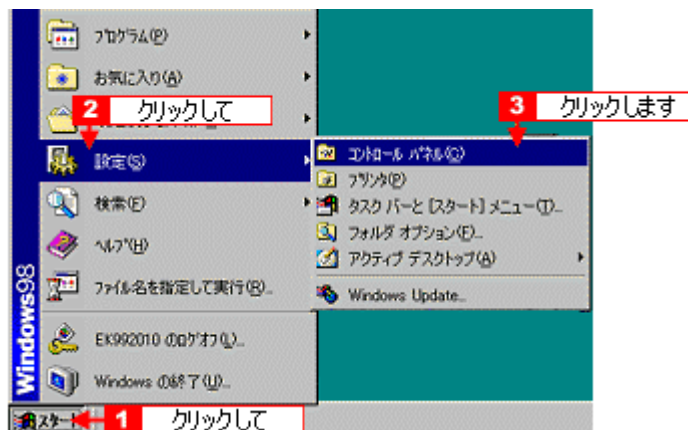 プログラム(P)
お気に入り(A)
2 クリックして
設定(S)
検索(F)
ヘルプ(H)
ファイル名を指定して実行(R)...
EK992010 のログオフ(L)...
Windows の終了(U)...
Windows98
スタート
1 クリックして
3 クリックします
コントロール パネル(C)
プリンタ(P)
タスク バーと [スタート] メニュー(T)...
フォルダ オプション(F)...
アクティブ デスクトップ(A)
Windows Update...